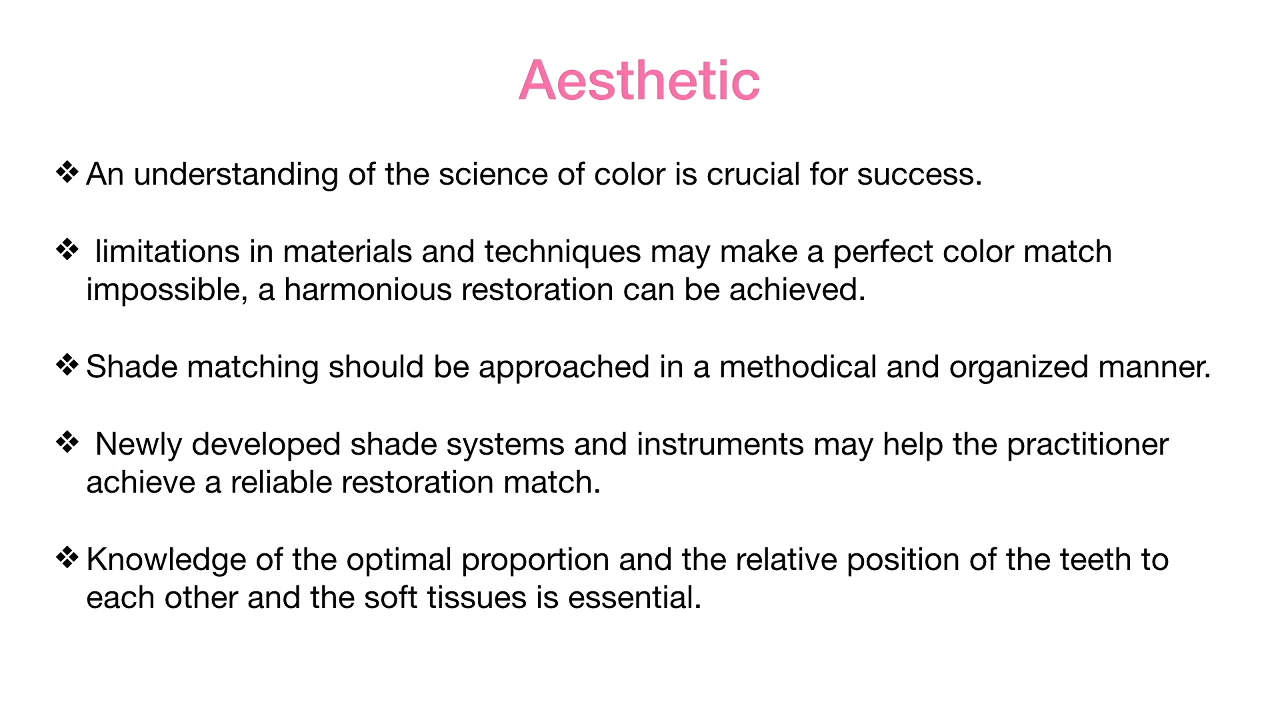 Aesthetic
❖ An understanding of the science of color is crucial for success.
❖ limitations in materials and techniques may make a perfect color match
impossible, a harmonious restoration can be achieved.
❖ Shade matching should be approached in a methodical and organized manner.
❖ Newly developed shade systems and instruments may help the practitioner
achieve a reliable restoration match.
❖ Knowledge of the optimal proportion and the relative position of the teeth to
each other and the soft tissues is essential.